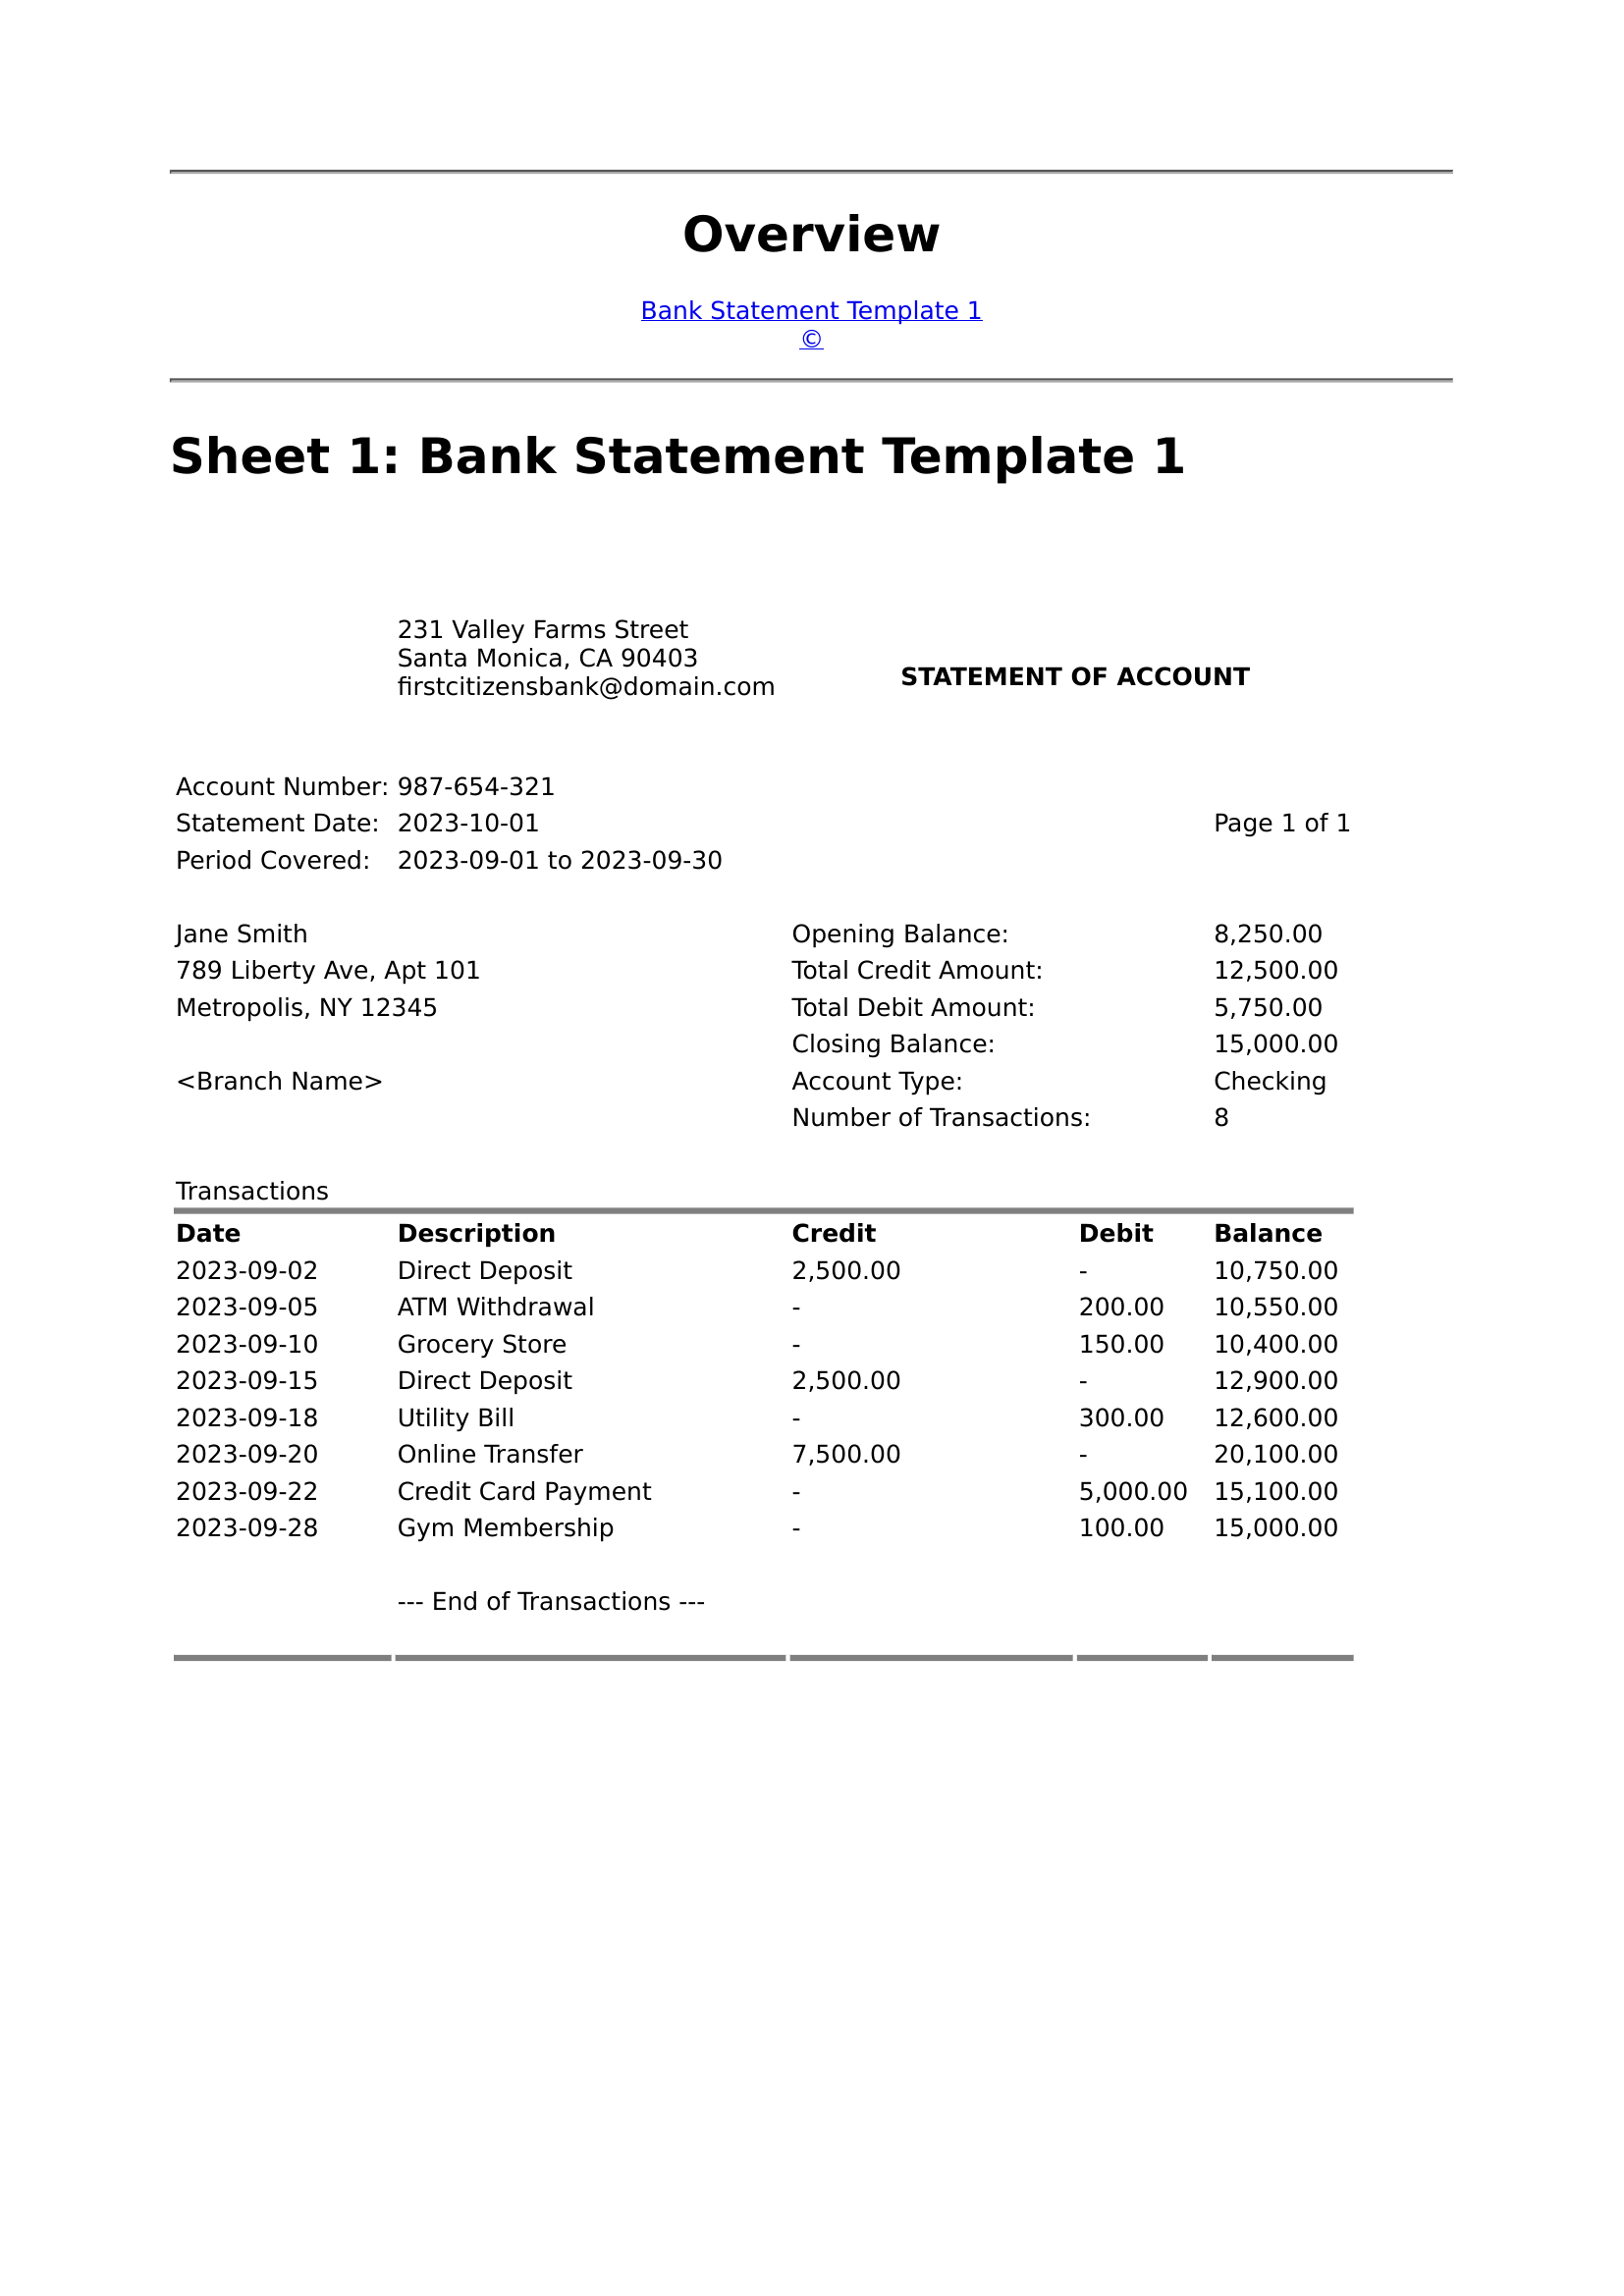 Overview
Bank Statement Template 1
©
Sheet 1: Bank Statement Template 1
231 Valley Farms Street
Santa Monica, CA 90403
firstcitizensbank@domain.com
STATEMENT OF ACCOUNT
Account Number: 987-654-321
Statement Date: 2023-10-01 Page 1 of 1
Period Covered: 2023-09-01 to 2023-09-30
Jane Smith Opening Balance: 8,250.00
789 Liberty Ave, Apt 101 Total Credit Amount: 12,500.00
Metropolis, NY 12345 Total Debit Amount: 5,750.00
Closing Balance: 15,000.00
<Branch Name> Account Type: Checking
Number of Transactions: 8
Transactions
Date Description Credit Debit Balance
2023-09-02 Direct Deposit 2,500.00 - 10,750.00
2023-09-05 ATM Withdrawal - 200.00 10,550.00
2023-09-10 Grocery Store - 150.00 10,400.00
2023-09-15 Direct Deposit 2,500.00 - 12,900.00
2023-09-18 Utility Bill - 300.00 12,600.00
2023-09-20 Online Transfer 7,500.00 - 20,100.00
2023-09-22 Credit Card Payment - 5,000.00 15,100.00
2023-09-28 Gym Membership - 100.00 15,000.00
--- End of Transactions ---